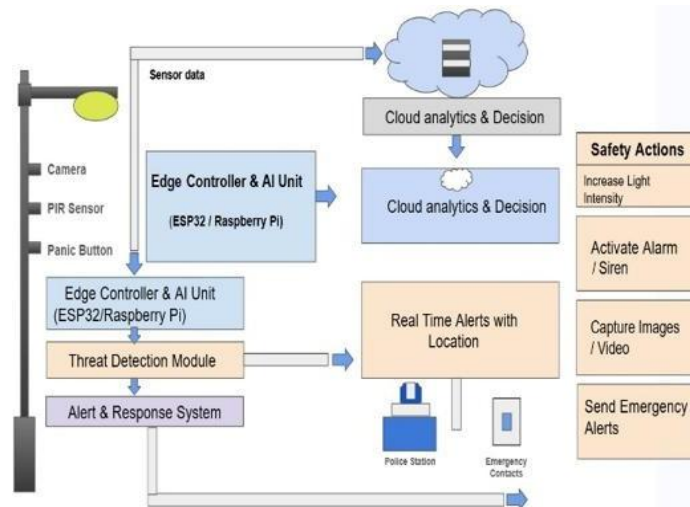 Sensor data
Camera
PIR Sensor
Panic Button
Edge Controller & AI Unit
(ESP32 / Raspberry Pi)
Cloud analytics & Decision
Cloud analytics & Decision
Edge Controller & AI Unit
(ESP32/Raspberry Pi)
Threat Detection Module
Alert & Response System
Real Time Alerts with
Location
Police Station
Emergency
Contacts
Safety Actions
Increase Light
Intensity
Activate Alarm
/ Siren
Capture Images
/ Video
Send Emergency
Alerts